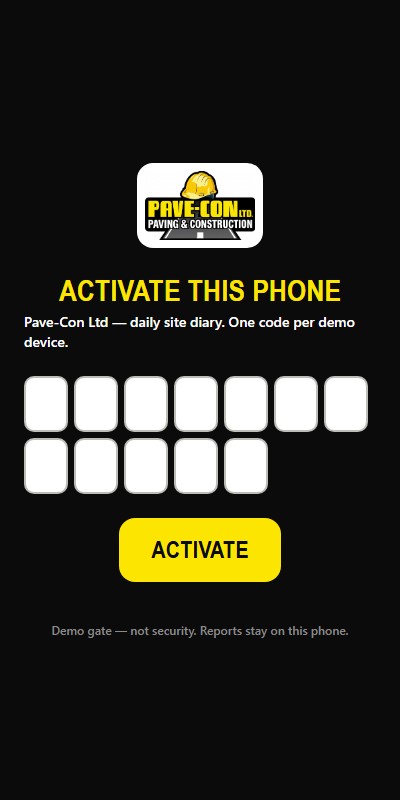 PAVE-CON LTD.
PAVING & CONSTRUCTION
ACTIVATE THIS PHONE
Pave-Con Ltd — daily site diary. One code per demo
device.
ACTIVATE
Demo gate — not security. Reports stay on this phone.